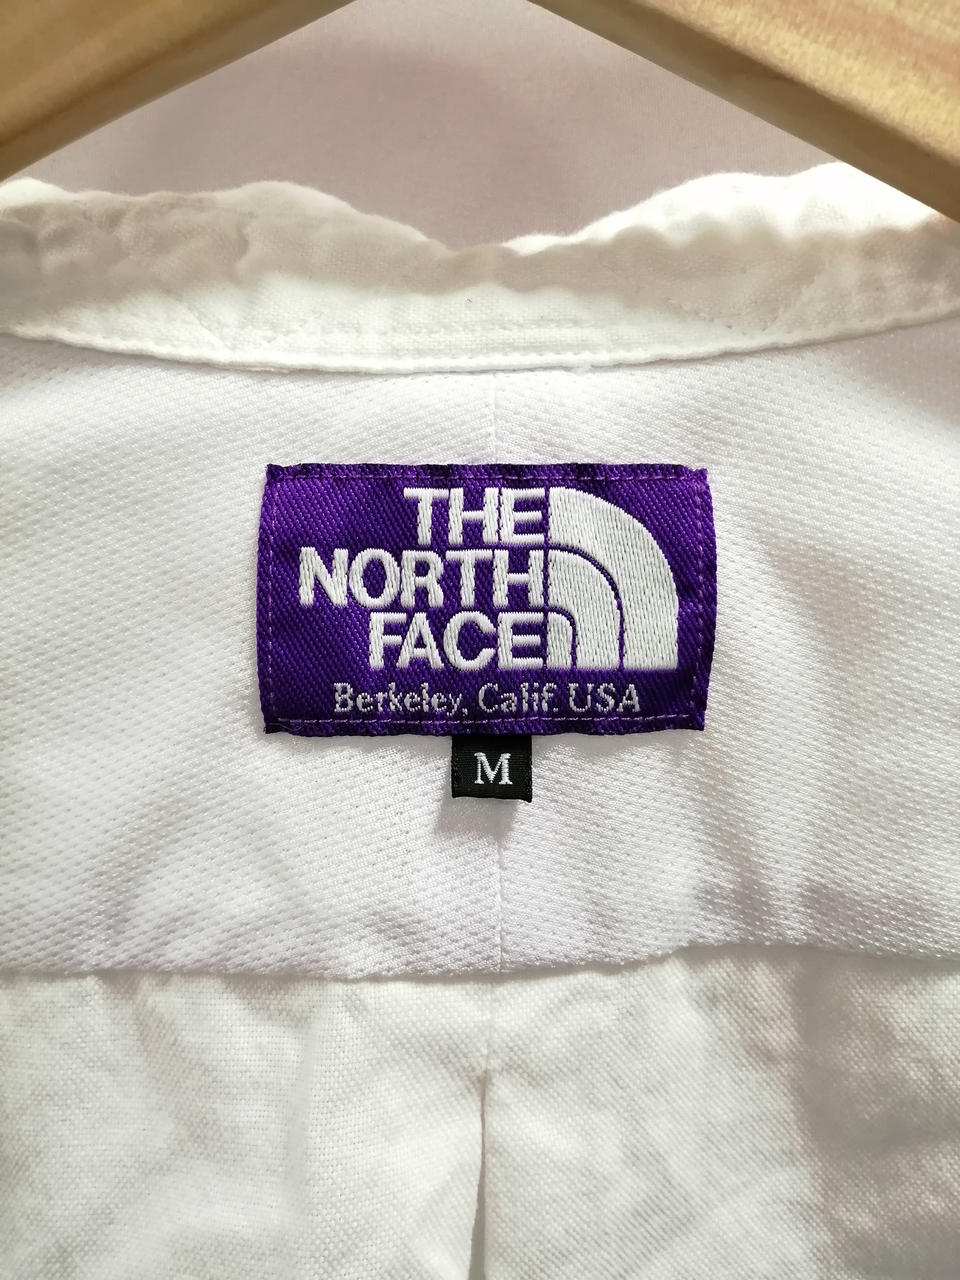 THE
NORTH
FACE
Berkeley, Calif. USA
M